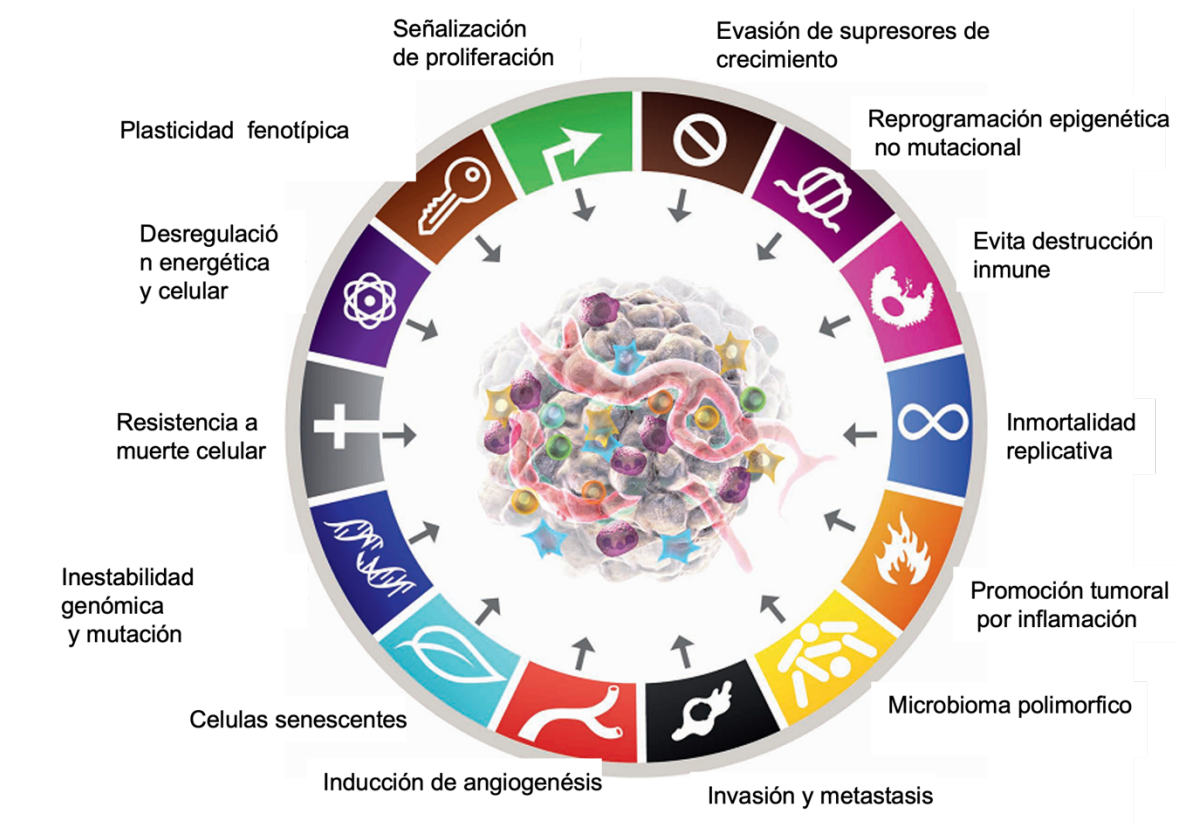 Señalización
de proliferación
Evasión de supresores de
crecimiento
Reprogramación epigenética
no mutacional
Evita destrucción
inmune
Inmortalidad
replicativa
Promoción tumoral
por inflamación
Microbioma polimorfico
Invasión y metastasis
Inducción de angiogenésis
Celulas senescentes
Inestabilidad
genómica
y mutación
Resistencia a
muerte celular
Desregulació
n energética
y celular
Plasticidad fenotípica